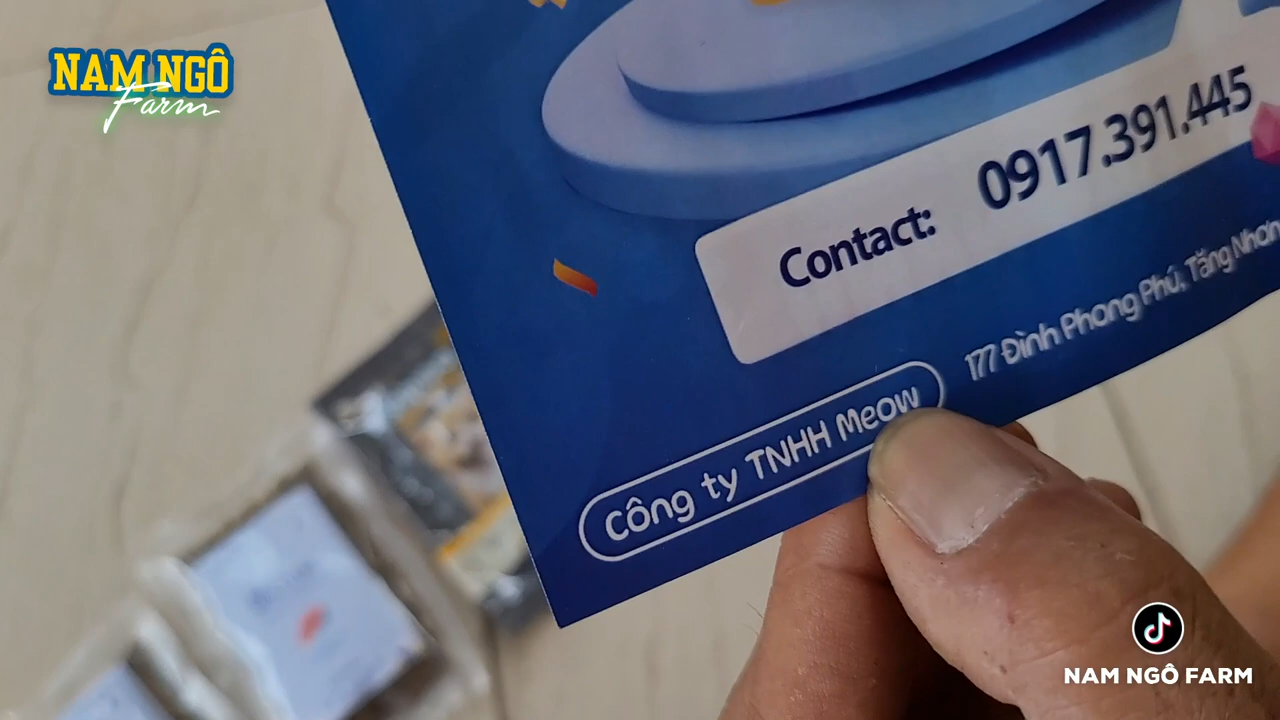 NAM NGÔ
Farm
Contact: 0917.391.445
177 Đình Phong Phú, Tăng Nhơn
Công ty TNHH Meow
NAM NGÔ FARM